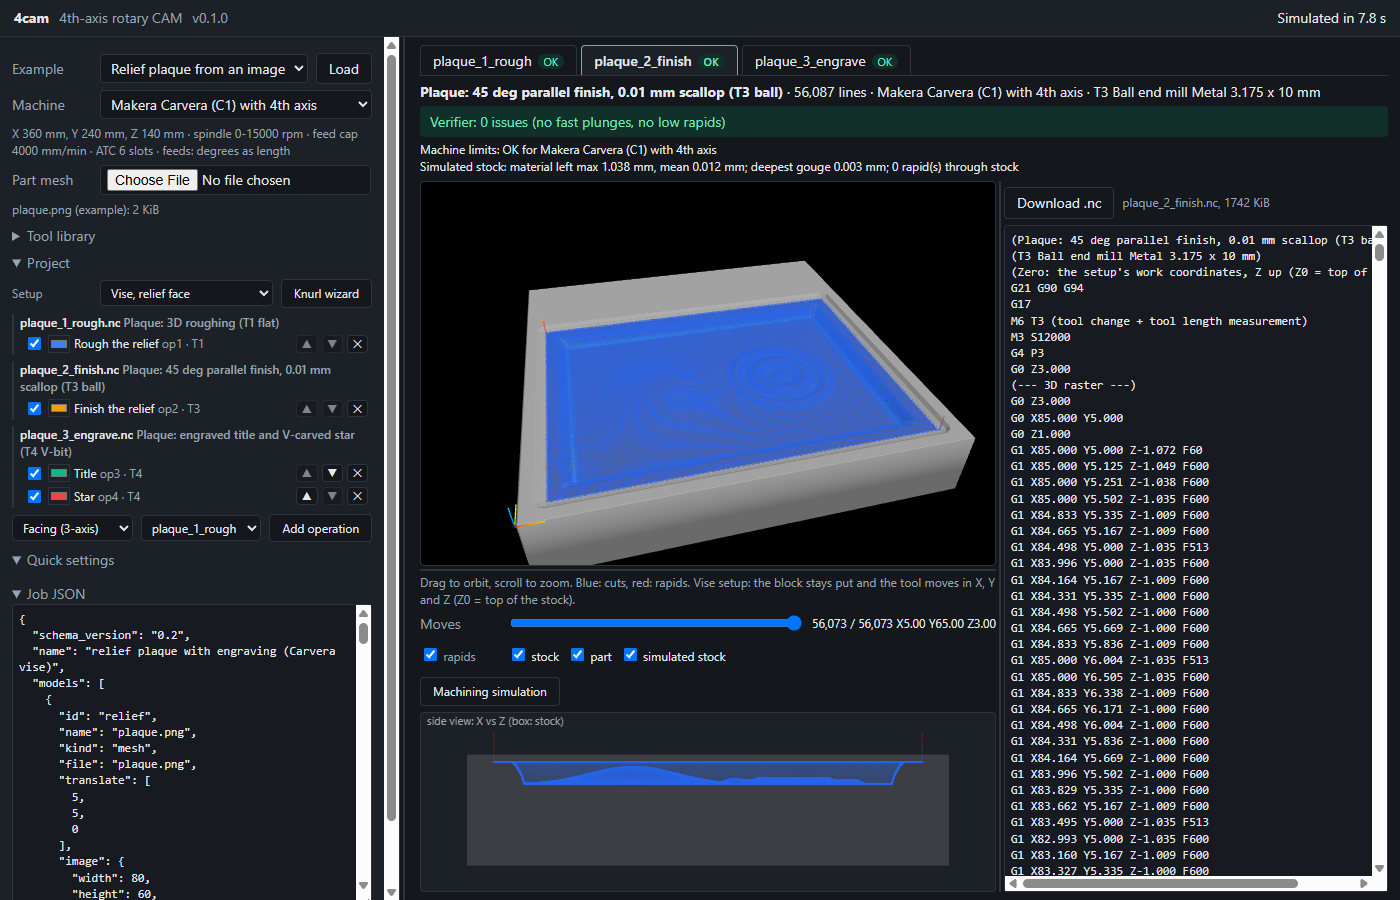 4cam 4th-axis rotary CAM v0.1.0
Simulated in 7.8 s
Example
Relief plaque from an image
Load
Machine
Makera Carvera (C1) with 4th axis
X 360 mm, Y 240 mm, Z 140 mm · spindle 0-15000 rpm · feed cap
4000 mm/min · ATC 6 slots · feeds: degrees as length
Part mesh
Choose File No file chosen
plaque.png (example): 2 KiB
Tool library
Project
Setup
Vise, relief face
Knurl wizard
plaque_1_rough.nc Plaque: 3D roughing (T1 flat)
Rough the relief op1 · T1
plaque_2_finish.nc Plaque: 45 deg parallel finish, 0.01 mm
scallop (T3 ball)
Finish the relief op2 · T3
plaque_3_engrave.nc Plaque: engraved title and V-carved star
(T4 V-bit)
Title op3 · T4
Star op4 · T4
Facing (3-axis)
plaque_1_rough
Add operation
Quick settings
Job JSON
{
"schema_version": "0.2",
"name": "relief plaque with engraving (Carvera
vise)",
"models": [
{
"id": "relief",
"name": "plaque.png",
"kind": "mesh",
"file": "plaque.png",
"translate": [
5,
5,
0
],
"image": {
"width": 80,
"height": 60,
plaque_1_rough OK
plaque_2_finish OK
plaque_3_engrave OK
Plaque: 45 deg parallel finish, 0.01 mm scallop (T3 ball) · 56,087 lines · Makera Carvera (C1) with 4th axis · T3 Ball end mill Metal 3.175 x 10 mm
Verifier: 0 issues (no fast plunges, no low rapids)
Machine limits: OK for Makera Carvera (C1) with 4th axis
Simulated stock: material left max 1.038 mm, mean 0.012 mm; deepest gouge 0.003 mm; 0 rapid(s) through stock
Drag to orbit, scroll to zoom. Blue: cuts, red: rapids. Vise setup: the block stays put and the tool moves in X, Y
and Z (Z0 = top of the stock).
Moves
56,073 / 56,073 X5.00 Y65.00 Z3.00
rapids
stock
part
simulated stock
Machining simulation
side view: X vs Z (box: stock)
Download .nc
plaque_2_finish.nc, 1742 KiB
(Plaque: 45 deg parallel finish, 0.01 mm scallop (T3 ba
(T3 Ball end mill Metal 3.175 x 10 mm)
(Zero: the setup's work coordinates, Z up (Z0 = top of
G21 G90 G94
G17
M6 T3 (tool change + tool length measurement)
M3 S12000
G4 P3
G0 Z3.000
(--- 3D raster ---)
G0 Z3.000
G0 X85.000 Y5.000
G0 Z1.000
G1 X85.000 Y5.000 Z-1.072 F60
G1 X85.000 Y5.125 Z-1.049 F600
G1 X85.000 Y5.251 Z-1.038 F600
G1 X85.000 Y5.502 Z-1.035 F600
G1 X84.833 Y5.335 Z-1.009 F600
G1 X84.665 Y5.167 Z-1.009 F600
G1 X84.498 Y5.000 Z-1.035 F513
G1 X83.996 Y5.000 Z-1.035 F600
G1 X84.164 Y5.167 Z-1.009 F600
G1 X84.331 Y5.335 Z-1.000 F600
G1 X84.498 Y5.502 Z-1.000 F600
G1 X84.665 Y5.669 Z-1.000 F600
G1 X84.833 Y5.836 Z-1.009 F600
G1 X85.000 Y6.004 Z-1.035 F513
G1 X85.000 Y6.505 Z-1.035 F600
G1 X84.833 Y6.338 Z-1.009 F600
G1 X84.665 Y6.171 Z-1.000 F600
G1 X84.498 Y6.004 Z-1.000 F600
G1 X84.331 Y5.836 Z-1.000 F600
G1 X84.164 Y5.669 Z-1.000 F600
G1 X83.996 Y5.502 Z-1.000 F600
G1 X83.829 Y5.335 Z-1.000 F600
G1 X83.662 Y5.167 Z-1.009 F600
G1 X83.495 Y5.000 Z-1.035 F513
G1 X82.993 Y5.000 Z-1.035 F600
G1 X83.160 Y5.167 Z-1.009 F600
G1 X83.327 Y5.335 Z-1.000 F600